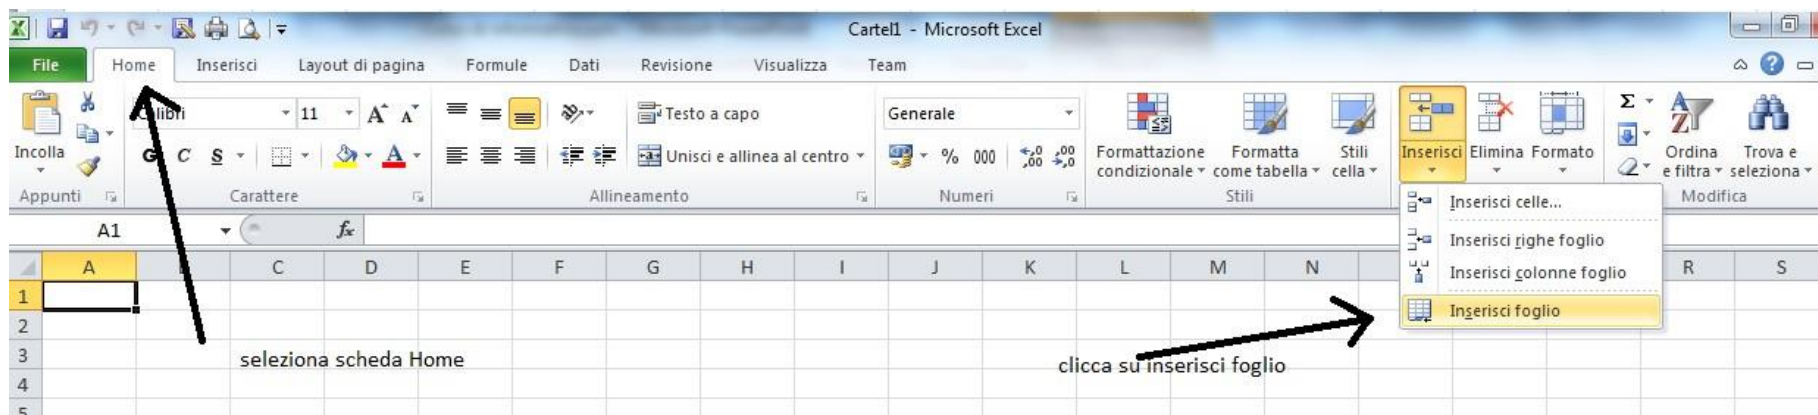 Cartel1 - Microsoft Excel
File Home Inserisci Layout di pagina Formule Dati Revisione Visualizza Team
Calibri 11 A A Testo a capo Generale
Incolla G C S A Unisci e allinea al centro % 000 Formattazione condizionale Formatta come tabella Stili cella Inserisci Elimina Formato Σ Ordina e filtra Trova e seleziona
Appunti Carattere Allineamento Numeri Stili Modifica
Inserisci celle...
A1 fx
Inserisci righe foglio
A C D E F G H I J K L M N R S
Inserisci colonne foglio
1
Inserisci foglio
2
3
seleziona scheda Home
clicca su inserisci foglio
4
5